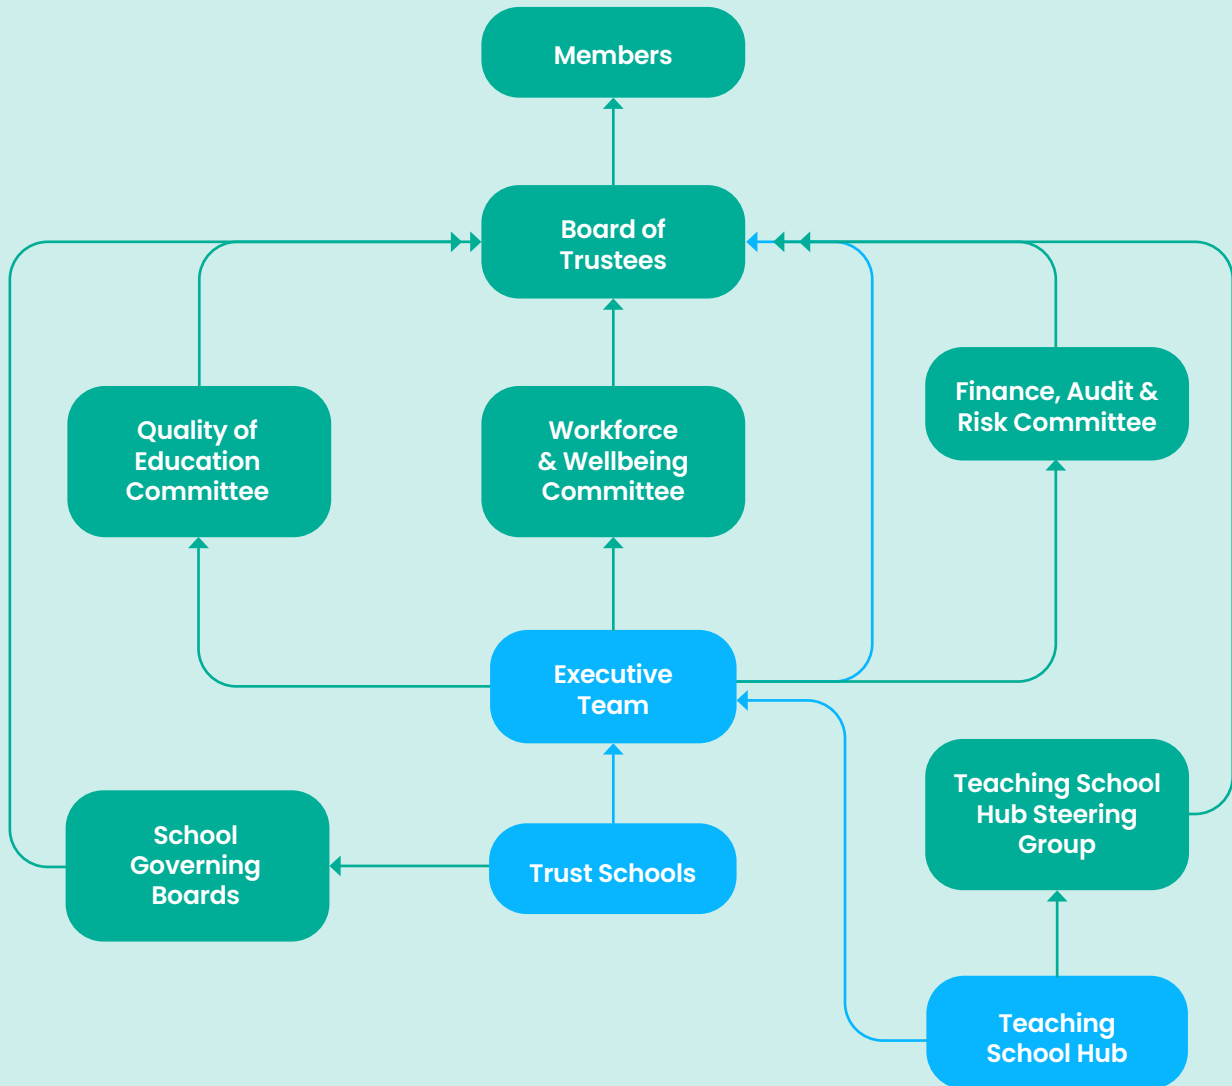 Members
Board of
Trustees
Finance, Audit &
Risk Committee
Quality of
Education
Committee
Workforce
& Wellbeing
Committee
Executive
Team
Teaching School
Hub Steering
Group
School
Governing
Boards
Trust Schools
Teaching
School Hub